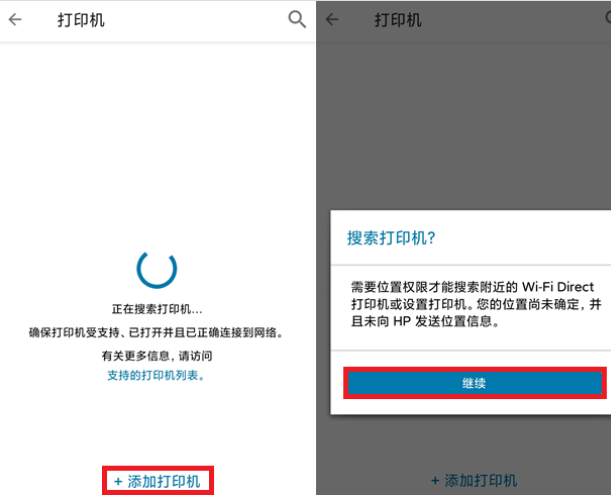 打印机
正在搜索打印机...
确保打印机受支持、已打开并且已正确连接到网络。
有关更多信息，请访问
支持的打印机列表。
+ 添加打印机
打印机
搜索打印机?
需要位置权限才能搜索附近的 Wi-Fi Direct
打印机或设置打印机。您的位置尚未确定，并
且未向 HP 发送位置信息。
继续
+ 添加打印机